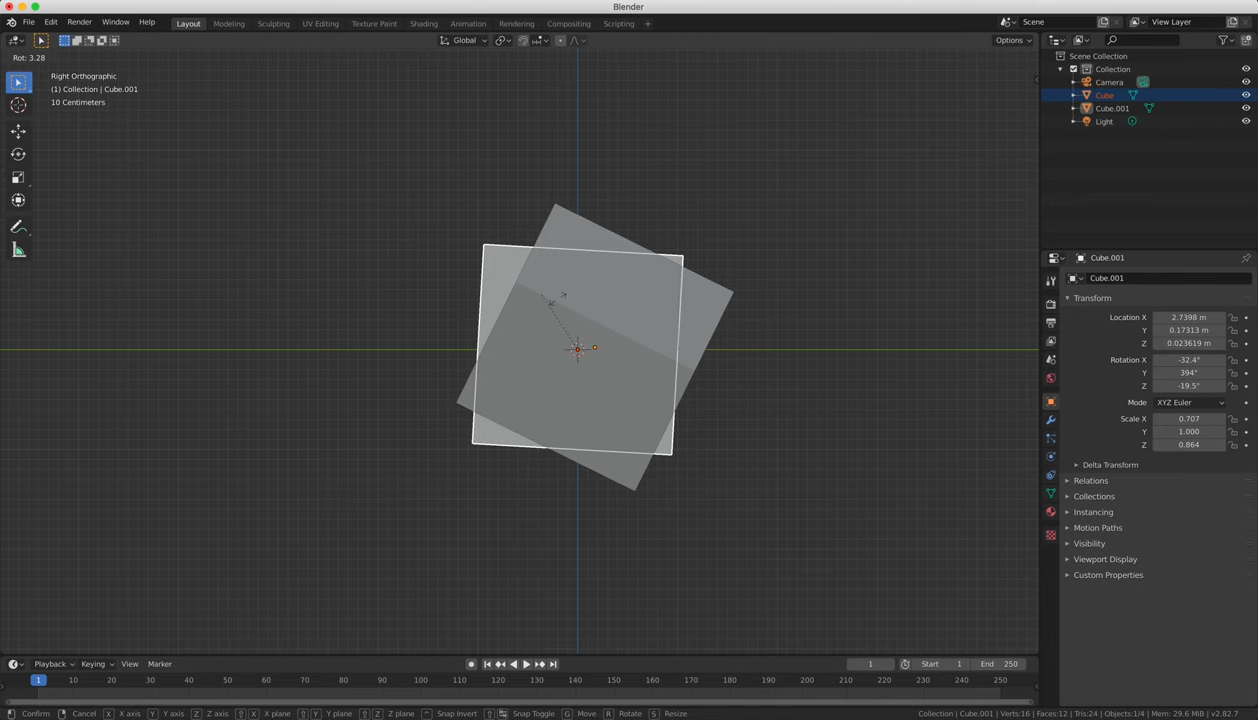 Blender
File Edit Render Window Help Layout Modeling Sculpting UV Editing Texture Paint Shading Animation Rendering Compositing Scripting + Scene View Layer
Global Options
Rot: 3.28
Right Orthographic
(1) Collection | Cube.001
10 Centimeters
Scene Collection
Collection
Camera
Cube
Cube.001
Light
Cube.001
Cube.001
Transform
Location X 2.7398 m
Y 0.17313 m
Z 0.023619 m
Rotation X -32.4°
Y 394°
Z -19.5°
Mode XYZ Euler
Scale X 0.707
Y 1.000
Z 0.864
Delta Transform
Relations
Collections
Instancing
Motion Paths
Visibility
Viewport Display
Custom Properties
Playback Keying View Marker 1 Start 1 End 250
1 10 20 30 40 50 60 70 80 90 100 110 120 130 140 150 160 170 180 190 200 210 220 230 240 250
Confirm Cancel X X axis Y Y axis Z Z axis X X plane Y Y plane Z Z plane Snap Invert Snap Toggle G Move R Rotate S Resize Collection | Cube.001 | Verts:16 | Faces:12 | Tris:24 | Objects:1/4 | Mem: 29.6 MiB | v2.82.7